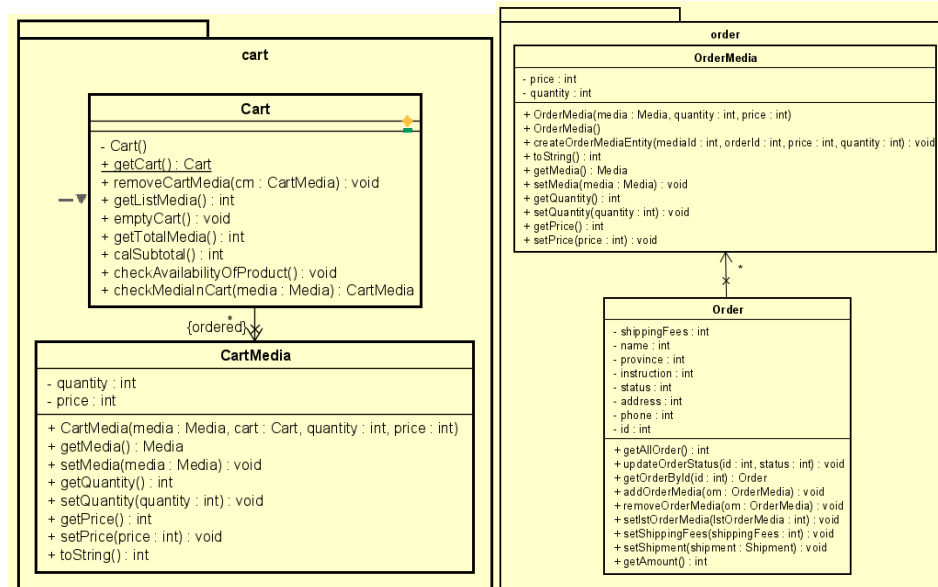 cart
Cart
- Cart()
+ getCart() : Cart
+ removeCartMedia(cm : CartMedia) : void
+ getListMedia() : int
+ emptyCart() : void
+ getTotalMedia() : int
+ calSubtotal() : int
+ checkAvailabilityOfProduct() : void
+ checkMediaInCart(media : Media) : CartMedia
*
{ordered}
CartMedia
- quantity : int
- price : int
+ CartMedia(media : Media, cart : Cart, quantity : int, price : int)
+ getMedia() : Media
+ setMedia(media : Media) : void
+ getQuantity() : int
+ setQuantity(quantity : int) : void
+ getPrice() : int
+ setPrice(price : int) : void
+ toString() : int
order
OrderMedia
- price : int
- quantity : int
+ OrderMedia(media : Media, quantity : int, price : int)
+ OrderMedia()
+ createOrderMediaEntity(mediaId : int, orderId : int, price : int, quantity : int) : void
+ toString() : int
+ getMedia() : Media
+ setMedia(media : Media) : void
+ getQuantity() : int
+ setQuantity(quantity : int) : void
+ getPrice() : int
+ setPrice(price : int) : void
*
Order
- shippingFees : int
- name : int
- province : int
- instruction : int
- status : int
- address : int
- phone : int
- id : int
+ getAllOrder() : int
+ updateOrderStatus(id : int, status : int) : void
+ getOrderById(id : int) : Order
+ addOrderMedia(om : OrderMedia) : void
+ removeOrderMedia(om : OrderMedia) : void
+ setlstOrderMedia(lstOrderMedia : int) : void
+ setShippingFees(shippingFees : int) : void
+ setShipment(shipment : Shipment) : void
+ getAmount() : int